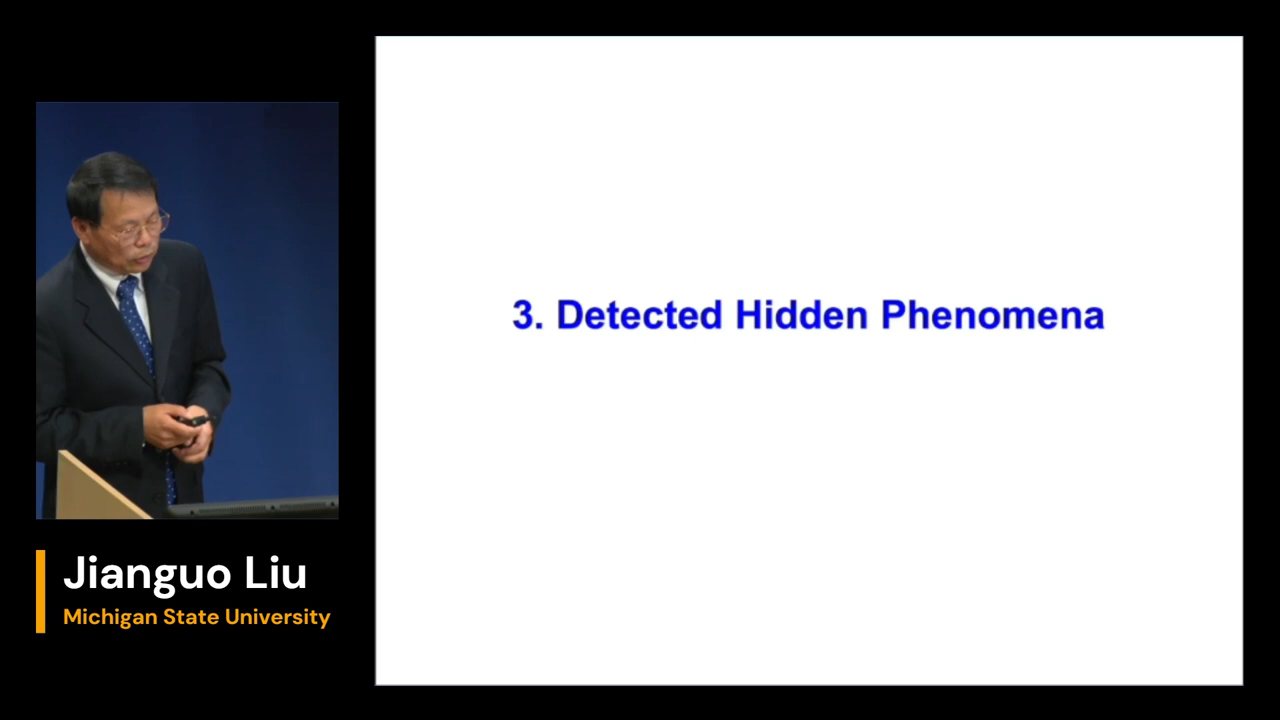 3. Detected Hidden Phenomena
Jianguo Liu
Michigan State University